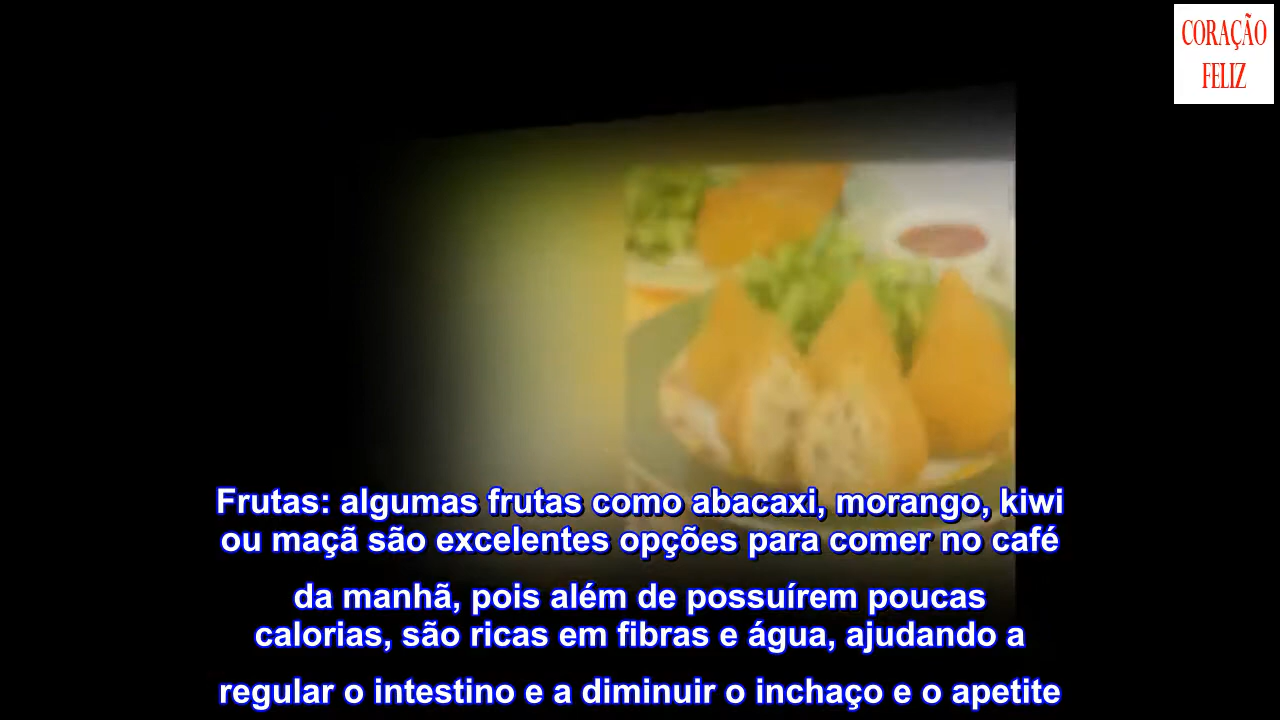 CORAÇÃO
FELIZ
Frutas: algumas frutas como abacaxi, morango, kiwi
ou maçã são excelentes opções para comer no café
da manhã, pois além de possuírem poucas
calorias, são ricas em fibras e água, ajudando a
regular o intestino e a diminuir o inchaço e o apetite